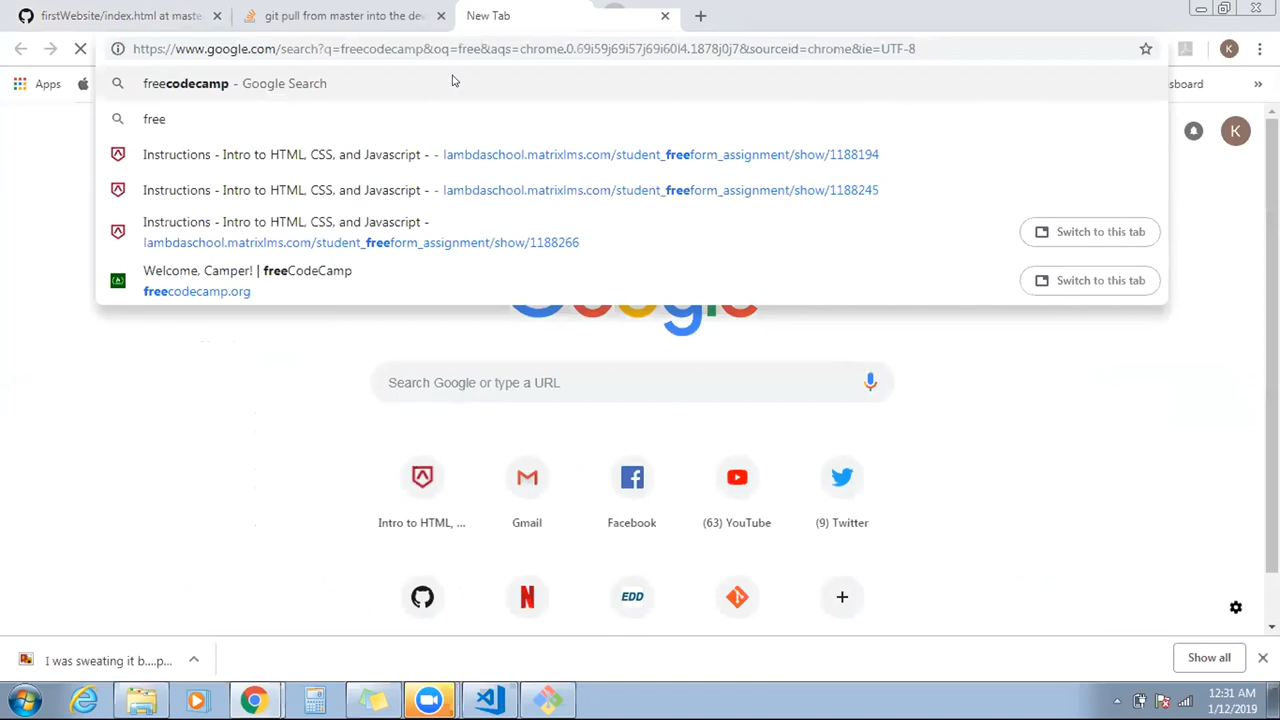 firstWebsite/index.html at maste
git pull from master into the de
New Tab
https://www.google.com/search?q=freecodecamp&oq=free&aqs=chrome.0.69i59j69i57j69i60l4.1878j0j7&sourceid=chrome&ie=UTF-8
K
Apps
sboard
»
freecodecamp - Google Search
free
Instructions - Intro to HTML, CSS, and Javascript - - lambdaschool.matrixlms.com/student_freeform_assignment/show/1188194
Instructions - Intro to HTML, CSS, and Javascript - - lambdaschool.matrixlms.com/student_freeform_assignment/show/1188245
Instructions - Intro to HTML, CSS, and Javascript -
lambdaschool.matrixlms.com/student_freeform_assignment/show/1188266
Switch to this tab
Welcome, Camper! | freeCodeCamp
freecodecamp.org
Switch to this tab
K
Google
Search Google or type a URL
Intro to HTML, ...
Gmail
Facebook
(63) YouTube
(9) Twitter
N
EDD
I was sweating it b....p...
Show all
12:31 AM
1/12/2019